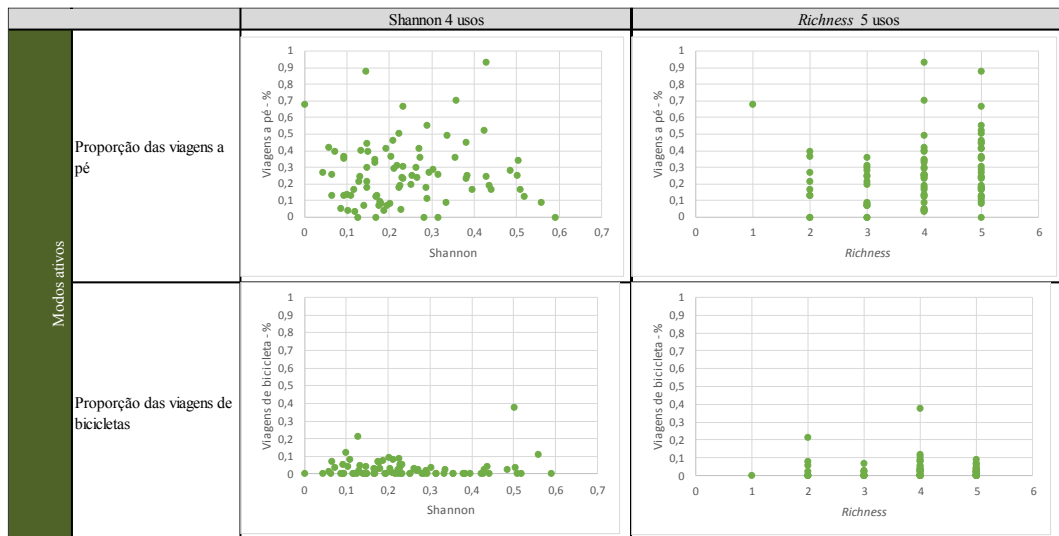 Shannon 4 usos
Richness 5 usos
Modos ativos
Proporção das viagens a
pé
Viagens a pé - %
1
0,9
0,8
0,7
0,6
0,5
0,4
0,3
0,2
0,1
0
0 0,1 0,2 0,3 0,4 0,5 0,6 0,7
Shannon
Viagens a pé - %
1
0,9
0,8
0,7
0,6
0,5
0,4
0,3
0,2
0,1
0
0 1 2 3 4 5 6
Richness
Proporção das viagens de
bicicletas
Viagens de bicicleta - %
1
0,9
0,8
0,7
0,6
0,5
0,4
0,3
0,2
0,1
0
0 0,1 0,2 0,3 0,4 0,5 0,6 0,7
Shannon
Viagens de bicicleta - %
1
0,9
0,8
0,7
0,6
0,5
0,4
0,3
0,2
0,1
0
0 1 2 3 4 5 6
Richness